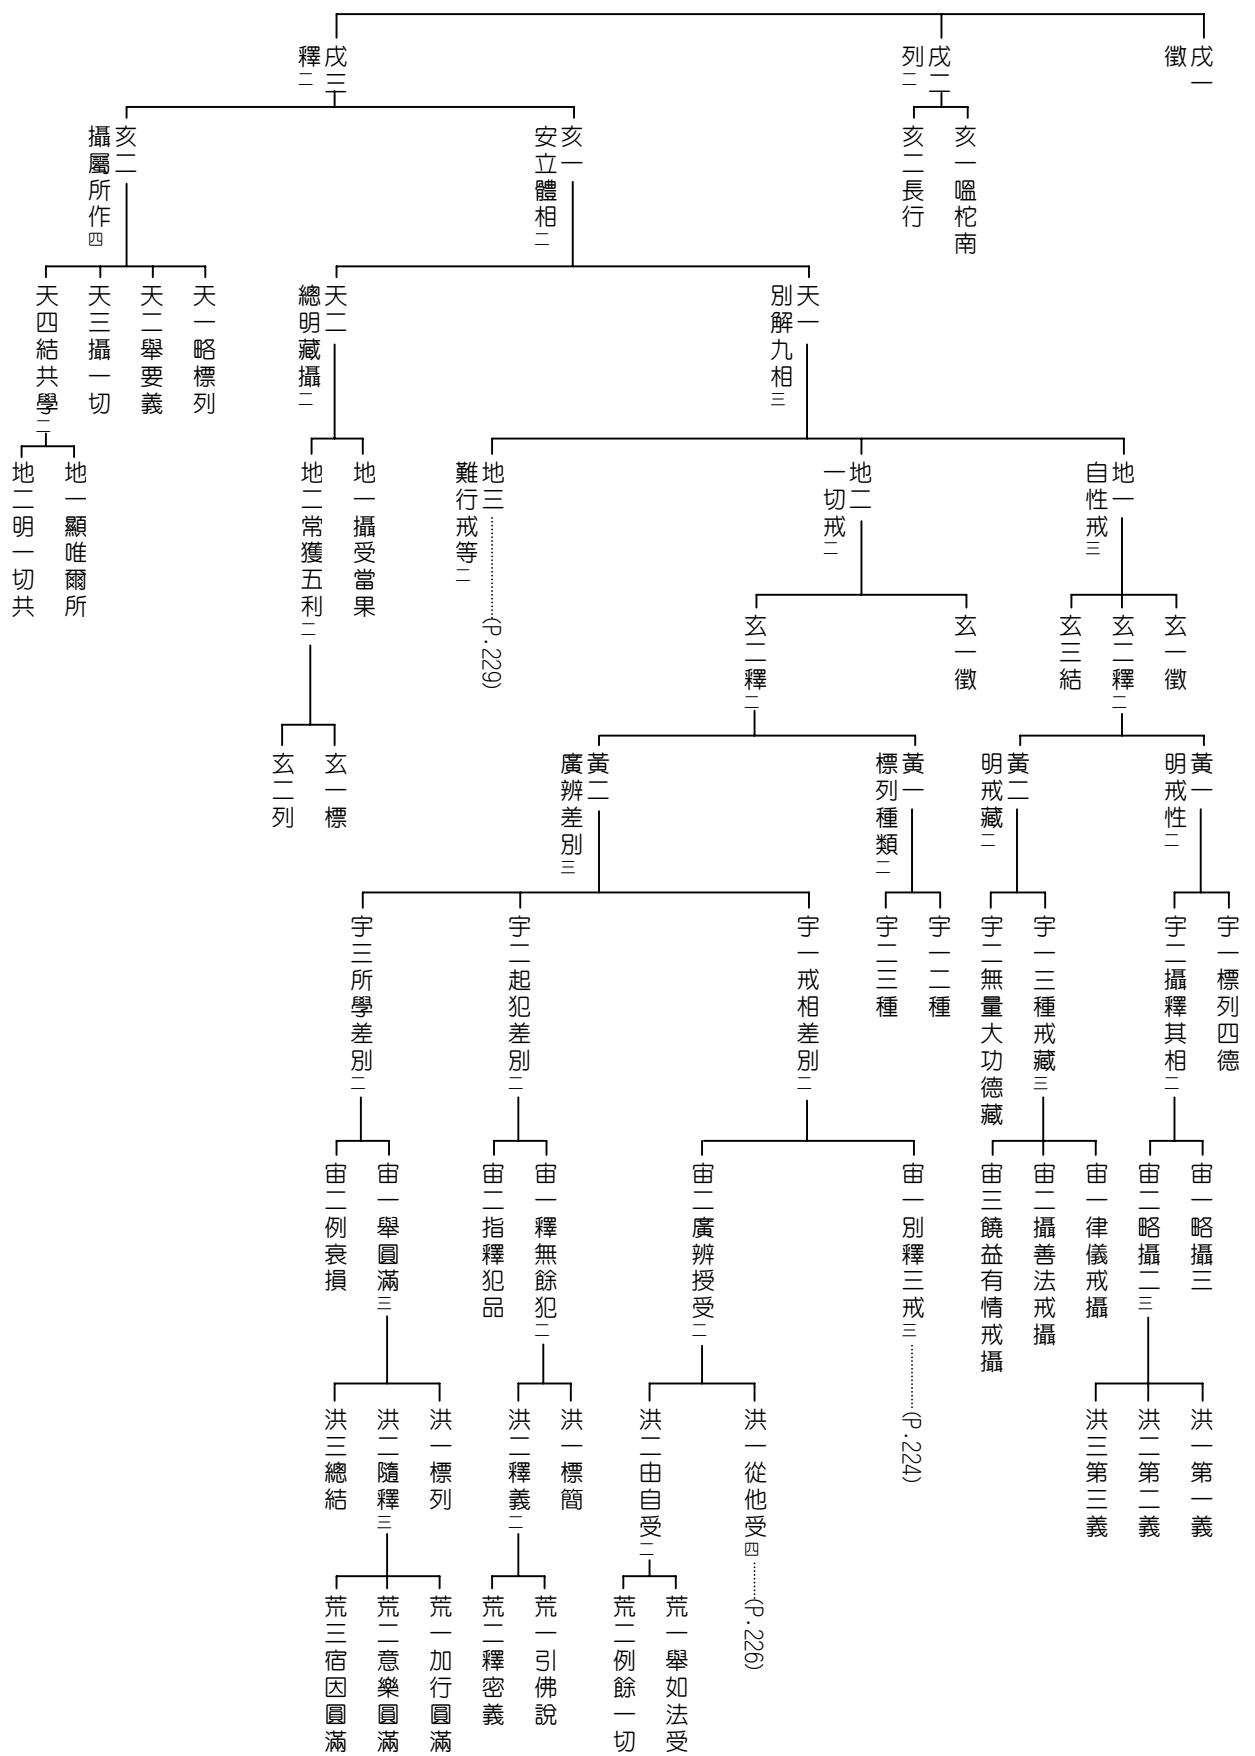 戌一
徵
戌二
列二
亥一嗢柁南
亥二長行
戌三
釋二
亥一
安立體相二
天一
別解九相三
地一
自性戒三
玄一徵
玄二釋二
黃一
明戒性二
宇一標列四德
宇二攝釋其相二
宙一略攝三
宙二略攝二三
洪一第一義
洪二第二義
洪三第三義
黃二
明戒藏二
宇一三種戒藏三
宙一律儀戒攝
宙二攝善法戒攝
宙三饒益有情戒攝
宇二無量大功德藏
玄三結
地二
一切戒二
玄一徵
玄二釋二
黃一
標列種類二
宇一二種
宇二三種
黃二
廣辨差別三
宇一戒相差別二
宙一別釋三戒三(P.224)
宙二廣辨授受二
洪一從他受四(P.226)
洪二由自受二
荒一舉如法受
荒二例餘一切
宇二起犯差別二
宙一釋無餘犯二
洪一標簡
洪二釋義二
荒一引佛說
荒二釋密義
宙二指釋犯品
宇三所學差別二
宙一舉圓滿三
洪一標列
洪二隨釋三
荒一加行圓滿
荒二意樂圓滿
荒三宿因圓滿
洪三總結
宙二例衰損
地三
難行戒等二(P.229)
天二
總明藏攝二
地一攝受當果
地二常獲五利二
玄一標
玄二列
亥二
攝屬所作四
天一略標列
天二舉要義
天三攝一切
天四結共學二
地一顯唯爾所
地二明一切共